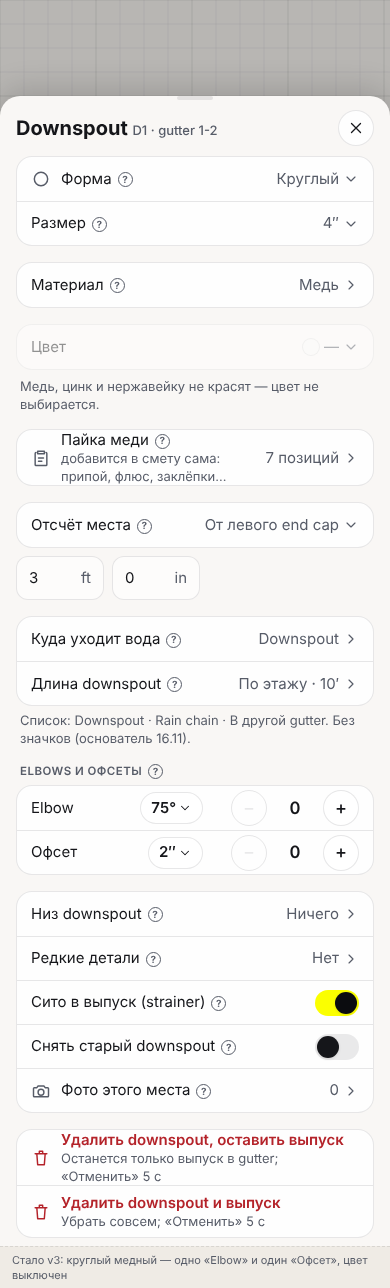 Downspout D1 · gutter 1-2
Форма ? Круглый
Размер ? 4″
Материал ? Медь
Цвет —
Медь, цинк и нержавейку не красят — цвет не
выбирается.
Пайка меди ?
добавится в смету сама:
припой, флюс, заклёпки...
7 позиций
Отсчёт места ? От левого end cap
3 ft 0 in
Куда уходит вода ? Downspout
Длина downspout ? По этажу · 10′
Список: Downspout · Rain chain · В другой gutter. Без
значков (основатель 16.11).
ELBOWS И ОФСЕТЫ ?
Elbow 75° − 0 +
Офсет 2″ − 0 +
Низ downspout ? Ничего
Редкие детали ? Нет
Сито в выпуск (strainer) ?
Снять старый downspout ?
Фото этого места ? 0
Удалить downspout, оставить выпуск
Останется только выпуск в gutter;
«Отменить» 5 с
Удалить downspout и выпуск
Убрать совсем; «Отменить» 5 с
Стало v3: круглый медный — одно «Elbow» и один «Офсет», цвет
выключен